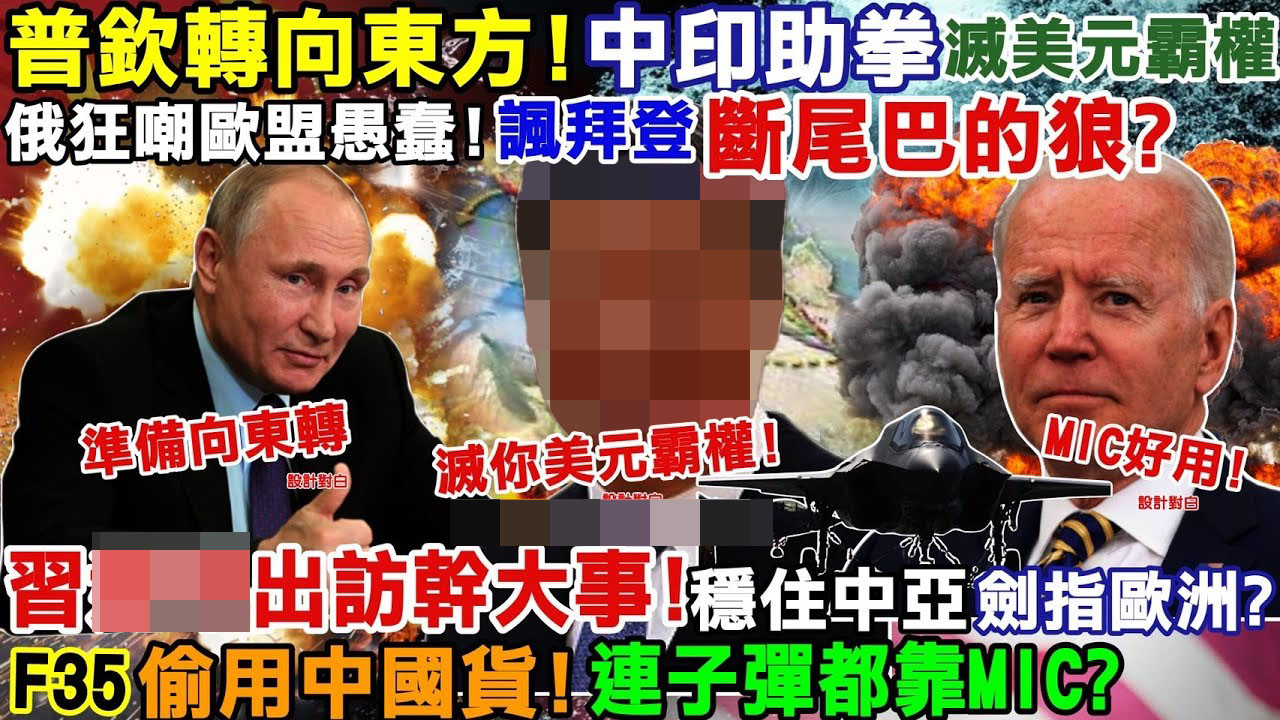 普欽轉向東方!中印助拳滅美元霸權
俄狂嘲歐盟愚蠢!諷拜登斷尾巴的狼?
準備向東轉
設計對白
滅你美元霸權!
設計對白
MIC好用!
設計對白
習 出訪幹大事!穩住中亞劍指歐洲?
F35偷用中國貨!連子彈都靠MIC?